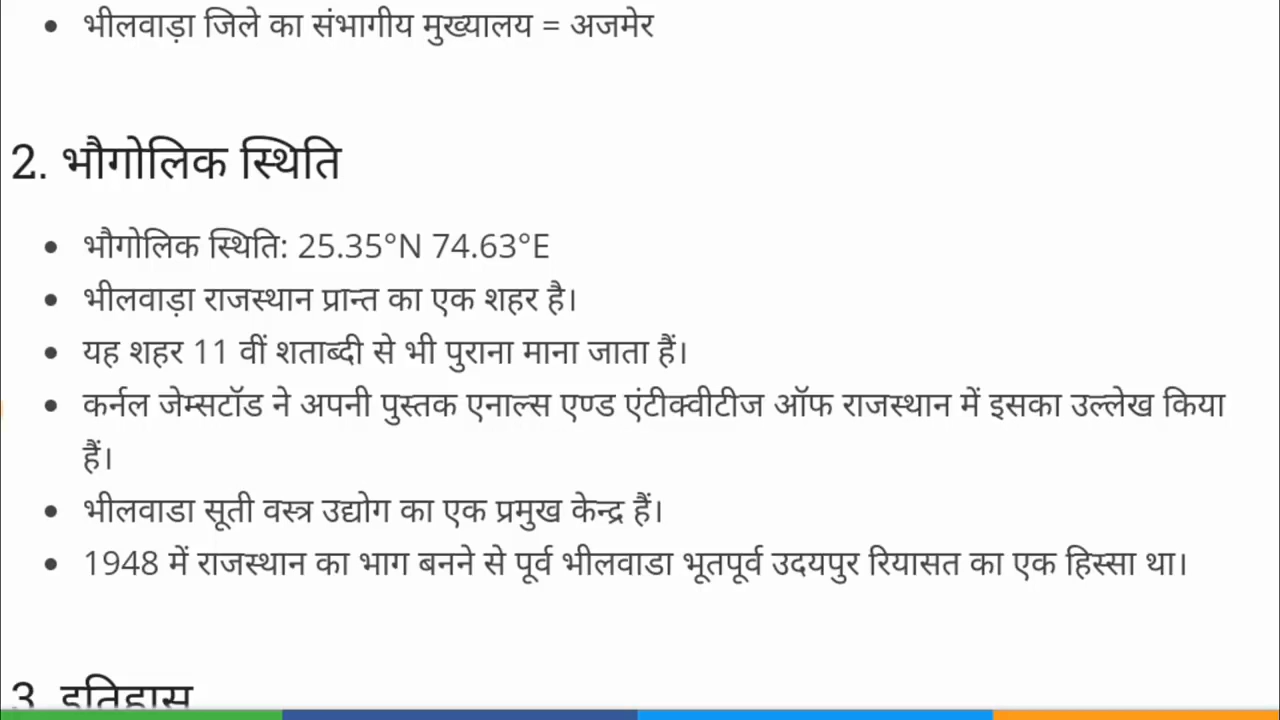 • भीलवाड़ा जिले का संभागीय मुख्यालय = अजमेर
2. भौगोलिक स्थिति
• भौगोलिक स्थिति: 25.35°N 74.63°E
• भीलवाड़ा राजस्थान प्रान्त का एक शहर है।
• यह शहर 11 वीं शताब्दी से भी पुराना माना जाता हैं।
• कर्नल जेम्सटॉड ने अपनी पुस्तक एनाल्स एण्ड एंटीक्वीटीज ऑफ राजस्थान में इसका उल्लेख किया
हैं।
• भीलवाडा सूती वस्त्र उद्योग का एक प्रमुख केन्द्र हैं।
• 1948 में राजस्थान का भाग बनने से पूर्व भीलवाडा भूतपूर्व उदयपुर रियासत का एक हिस्सा था।
3. इतिहास